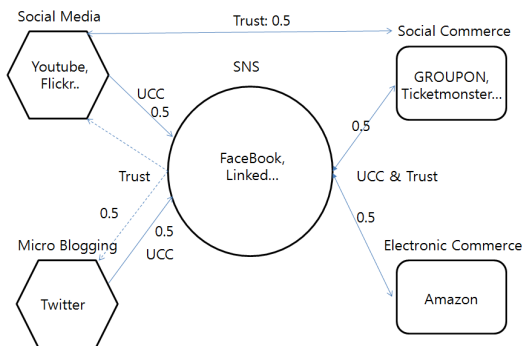 Social Media
Trust: 0.5
Social Commerce
Youtube,
Flickr..
SNS
GROUPON,
Ticketmonster...
UCC
0.5
0.5
FaceBook,
Linked...
Trust
UCC & Trust
0.5
0.5
0.5
UCC
Micro Blogging
Electronic Commerce
Twitter
Amazon